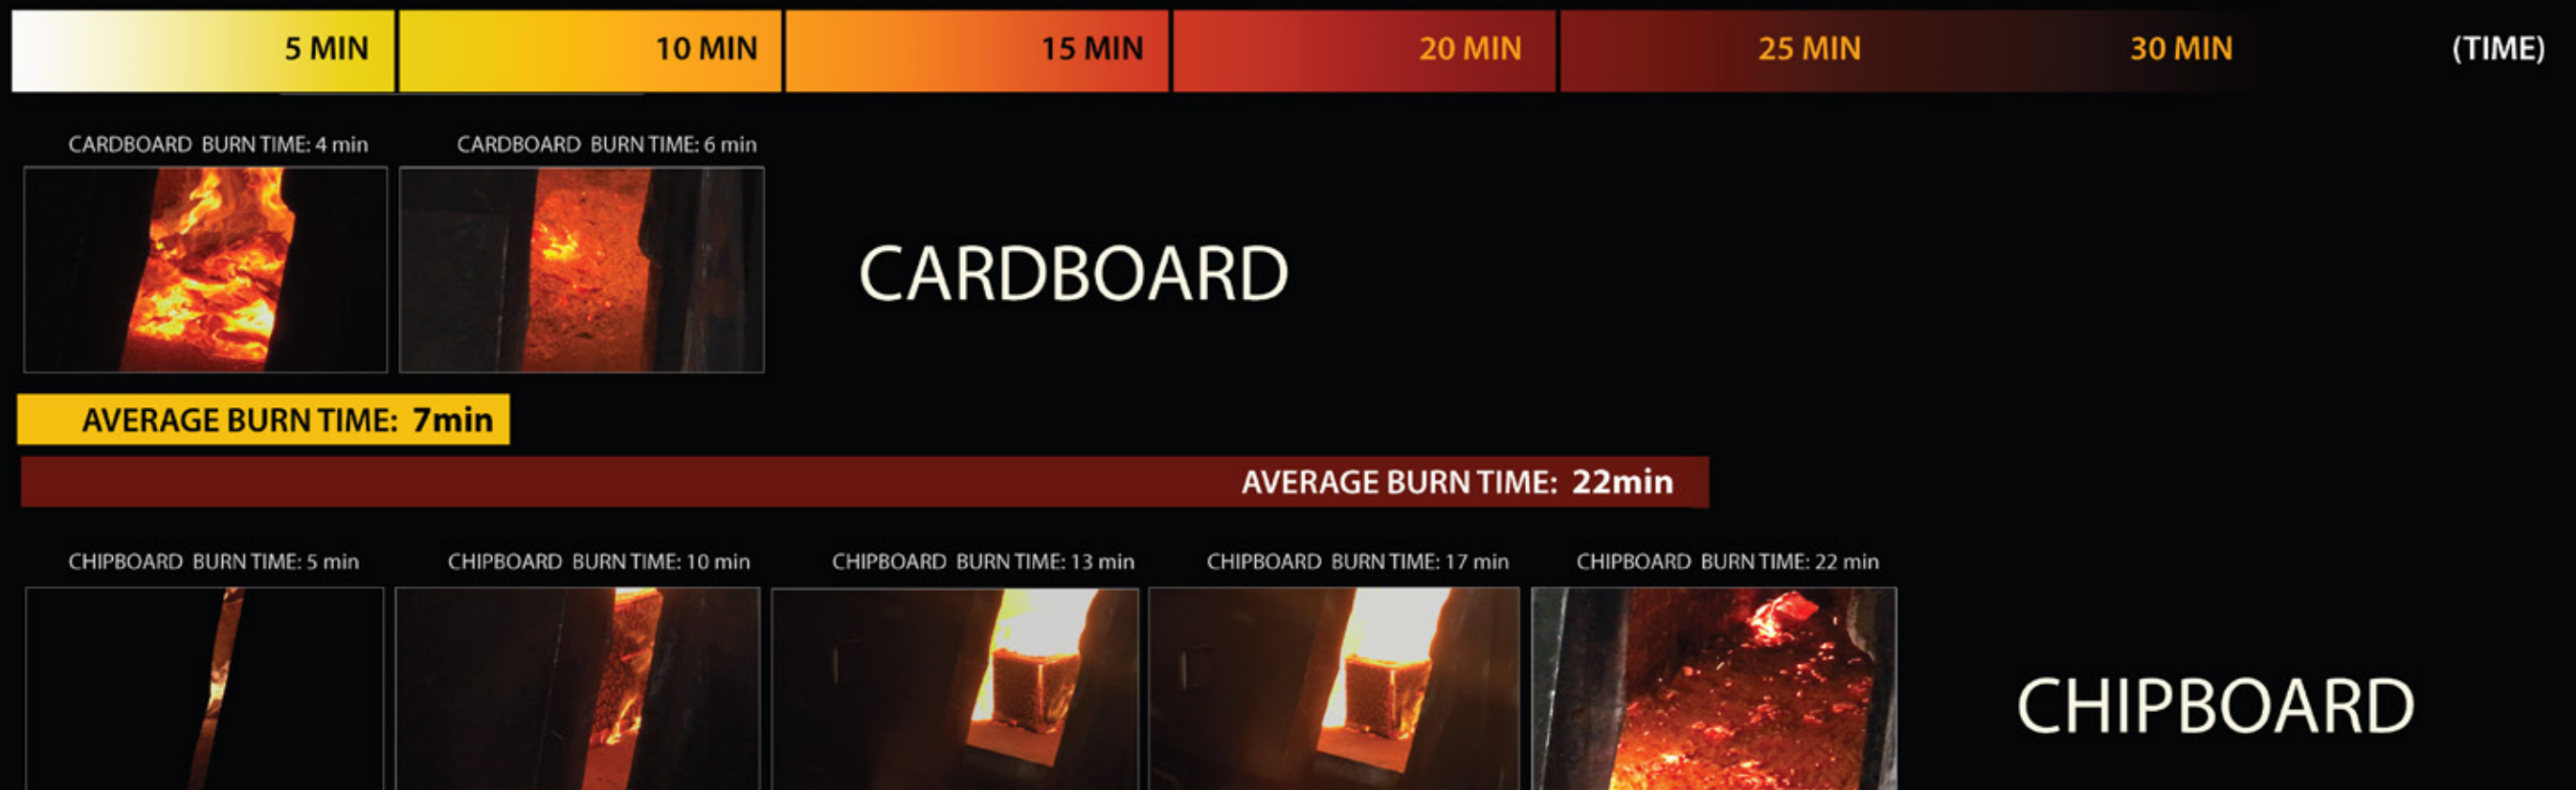 5 MIN 10 MIN 15 MIN 20 MIN 25 MIN 30 MIN (TIME)
CARDBOARD BURN TIME: 4 min CARDBOARD BURN TIME: 6 min
CARDBOARD
AVERAGE BURN TIME: 7min
AVERAGE BURN TIME: 22min
CHIPBOARD BURN TIME: 5 min CHIPBOARD BURN TIME: 10 min CHIPBOARD BURN TIME: 13 min CHIPBOARD BURN TIME: 17 min CHIPBOARD BURN TIME: 22 min
CHIPBOARD